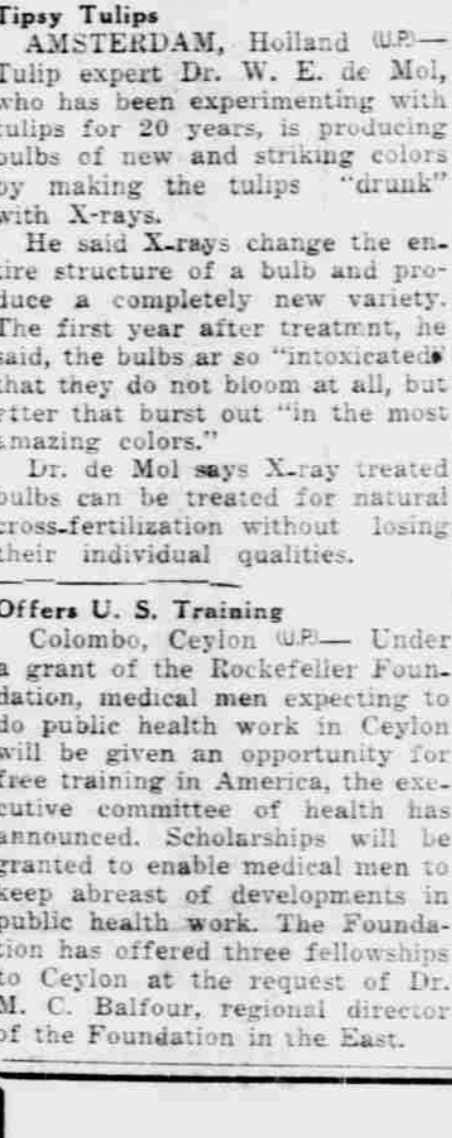 Tipsy Tulips
AMSTERDAM, Holland (U.P.)—
Tulip expert Dr. W. E. de Mol,
who has been experimenting with
tulips for 20 years, is producing
bulbs of new and striking colors
by making the tulips "drunk"
with X-rays.
He said X-rays change the en-
tire structure of a bulb and pro-
duce a completely new variety.
The first year after treatmnt, he
said, the bulbs ar so "intoxicated"
that they do not bloom at all, but
after that burst out "in the most
amazing colors."
Dr. de Mol says X-ray treated
bulbs can be treated for natural
cross-fertilization without losing
their individual qualities.
Offers U. S. Training
Colombo, Ceylon (U.P.)— Under
a grant of the Rockefeller Foun-
dation, medical men expecting to
do public health work in Ceylon
will be given an opportunity for
free training in America, the exe-
cutive committee of health has
announced. Scholarships will be
granted to enable medical men to
keep abreast of developments in
public health work. The Founda-
tion has offered three fellowships
to Ceylon at the request of Dr.
M. C. Balfour, regional director
of the Foundation in the East.